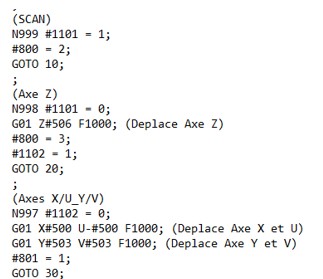 ;
(SCAN)
N999 #1101 = 1;
#800 = 2;
GOTO 10;
;
(Axe Z)
N998 #1101 = 0;
G01 Z#506 F1000; (Deplace Axe Z)
#800 = 3;
#1102 = 1;
GOTO 20;
;
(Axes X/U_Y/V)
N997 #1102 = 0;
G01 X#500 U-#500 F1000; (Deplace Axe X et U)
G01 Y#503 V#503 F1000; (Deplace Axe Y et V)
#801 = 1;
GOTO 30;